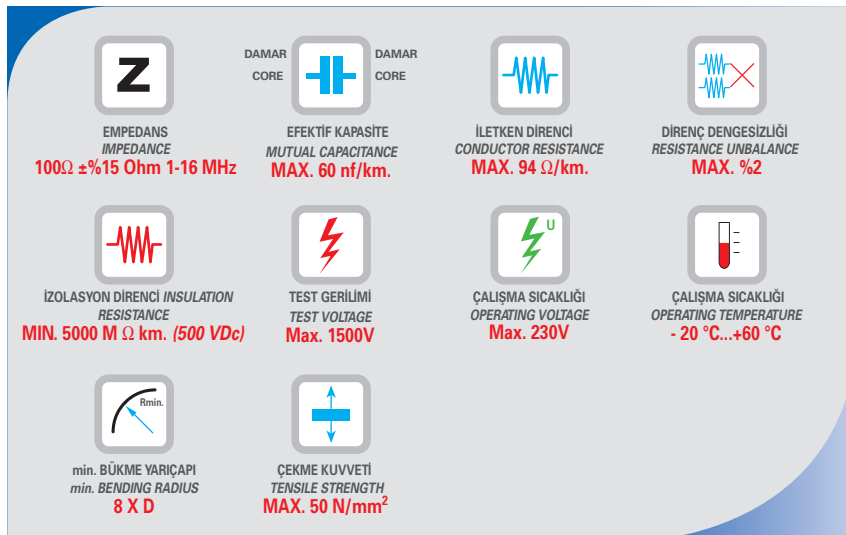 Z
EMPEDANS
IMPEDANCE
100Ω ±%15 Ohm 1-16 MHz
DAMAR DAMAR
CORE CORE
EFEKTİF KAPASİTE
MUTUAL CAPACITANCE
MAX. 60 nf/km.
İLETKEN DİRENCİ
CONDUCTOR RESISTANCE
MAX. 94 Ω/km.
DİRENÇ DENGESİZLİĞİ
RESISTANCE UNBALANCE
MAX. %2
İZOLASYON DİRENCİ INSULATION
RESISTANCE
MIN. 5000 M Ω km. (500 VDc)
TEST GERİLİMİ
TEST VOLTAGE
Max. 1500V
U
ÇALIŞMA SICAKLIĞI
OPERATING VOLTAGE
Max. 230V
ÇALIŞMA SICAKLIĞI
OPERATING TEMPERATURE
- 20 °C...+60 °C
Rmin.
min. BÜKME YARIÇAPI
min. BENDING RADIUS
8 X D
ÇEKME KUVVETİ
TENSILE STRENGTH
MAX. 50 N/mm²